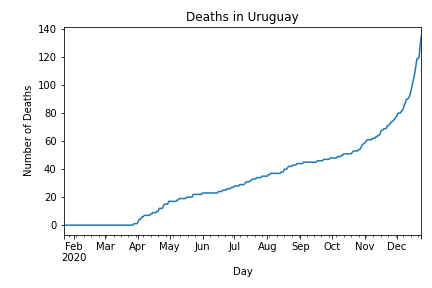 Deaths in Uruguay
140
120
100
80
60
40
20
0
Number of Deaths
Feb Mar Apr May Jun Jul Aug Sep Oct Nov Dec
2020
Day